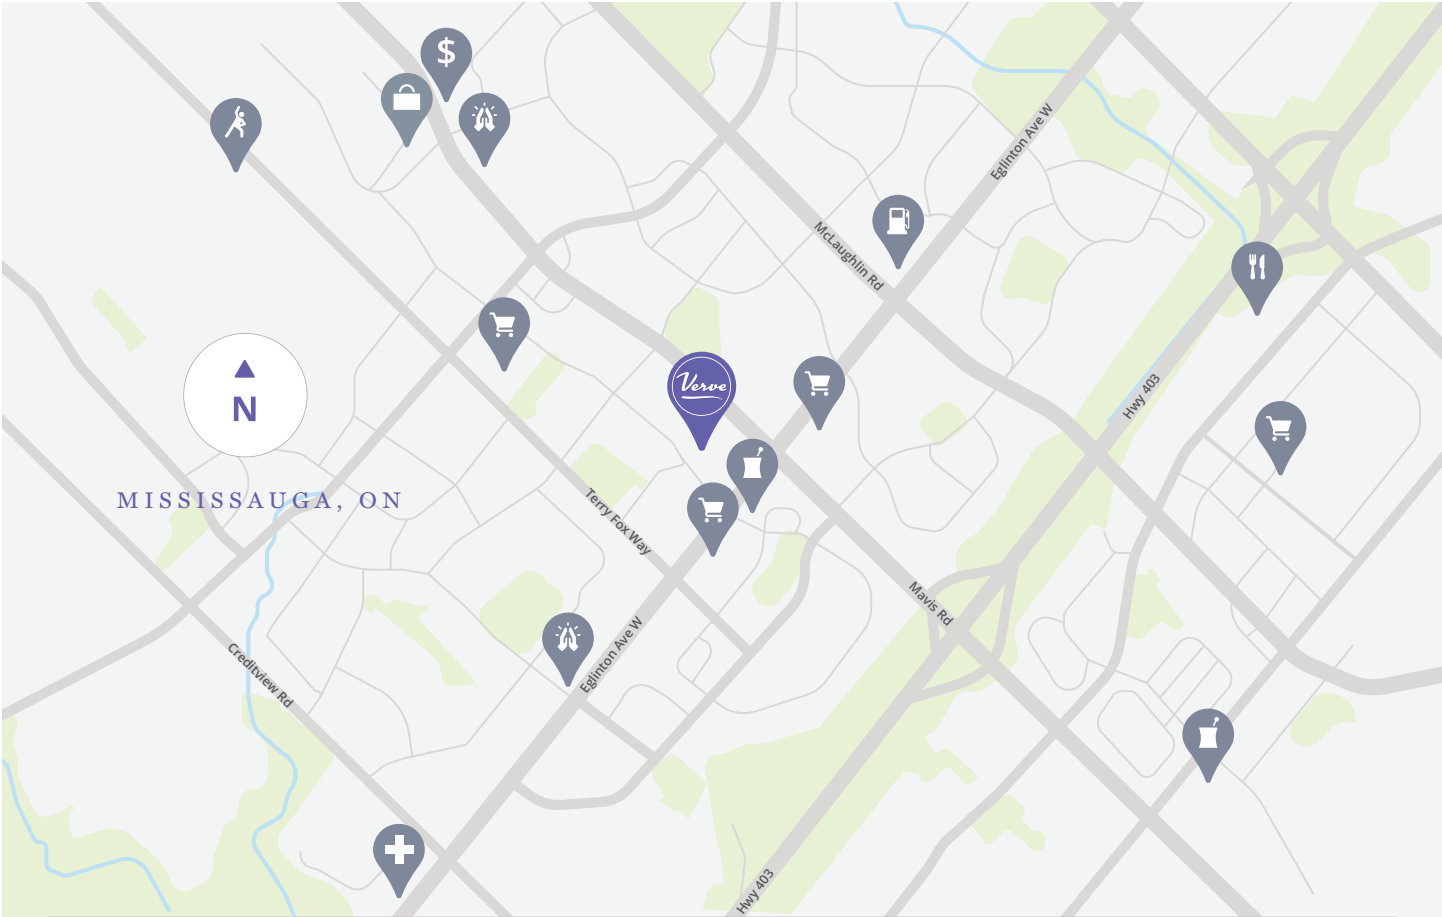 $
Eglinton Ave W
McLaughlin Rd
Verve
N
Hwy 403
MISSISSAUGA, ON
Terry Fox Way
Mavis Rd
Eglinton Ave W
Creditview Rd
Hwy 403